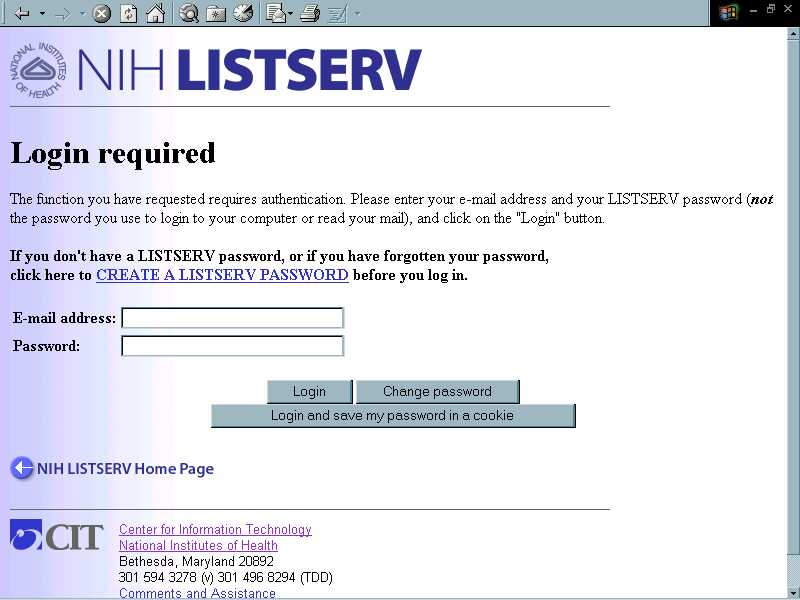 NATIONAL INSTITUTES OF HEALTH
NIH LISTSERV
Login required
The function you have requested requires authentication. Please enter your e-mail address and your LISTSERV password (not
the password you use to login to your computer or read your mail), and click on the "Login" button.
If you don't have a LISTSERV password, or if you have forgotten your password,
click here to CREATE A LISTSERV PASSWORD before you log in.
E-mail address:
Password:
Login Change password
Login and save my password in a cookie
NIH LISTSERV Home Page
CIT
Center for Information Technology
National Institutes of Health
Bethesda, Maryland 20892
301 594 3278 (v) 301 496 8294 (TDD)
Comments and Assistance